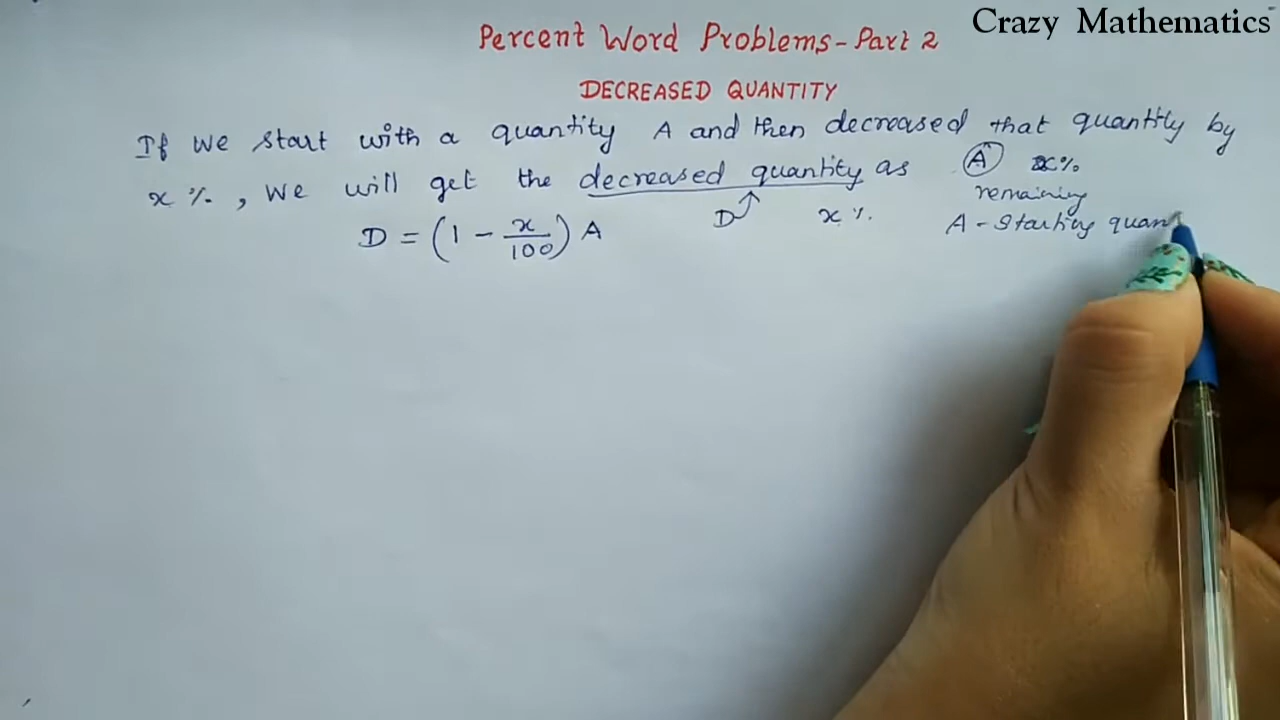 Crazy Mathematics
Percent Word Problems - Part 2
DECREASED QUANTITY
If we start with a quantity A and then decreased that quantity by
x %, we will get the decreased quantity as
A x%
remaining
D x %.
A - Starting quan
D = (1 - x/100) A